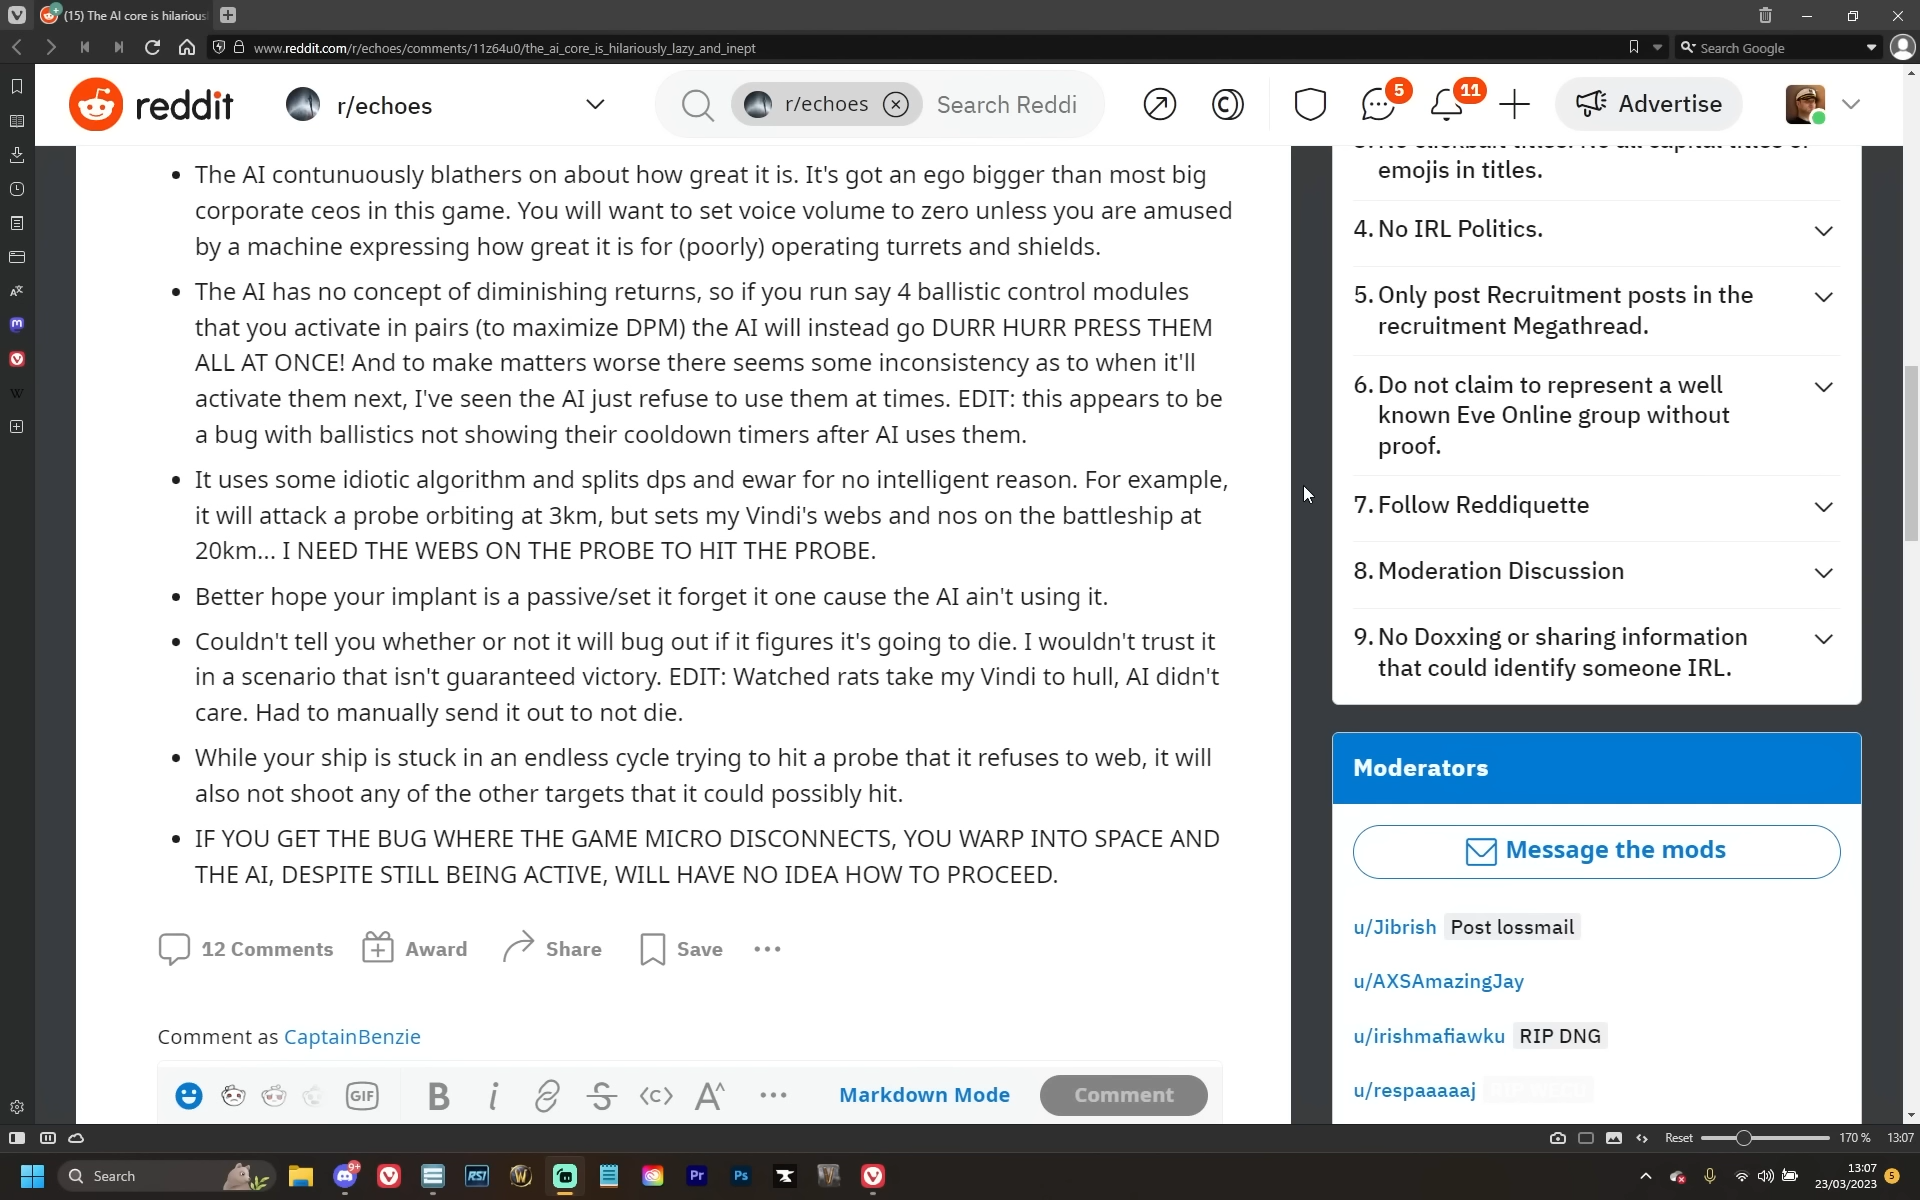 (15) The AI core is hilarious
www.reddit.com/r/echoes/comments/11z64u0/the_ai_core_is_hilariously_lazy_and_inept
Search Google
reddit
r/echoes
r/echoes
Search Reddi
5
11
Advertise
The AI contunuously blathers on about how great it is. It's got an ego bigger than most big
corporate ceos in this game. You will want to set voice volume to zero unless you are amused
by a machine expressing how great it is for (poorly) operating turrets and shields.
The AI has no concept of diminishing returns, so if you run say 4 ballistic control modules
that you activate in pairs (to maximize DPM) the AI will instead go DURR HURR PRESS THEM
ALL AT ONCE! And to make matters worse there seems some inconsistency as to when it'll
activate them next, I've seen the AI just refuse to use them at times. EDIT: this appears to be
a bug with ballistics not showing their cooldown timers after AI uses them.
It uses some idiotic algorithm and splits dps and ewar for no intelligent reason. For example,
it will attack a probe orbiting at 3km, but sets my Vindi's webs and nos on the battleship at
20km... I NEED THE WEBS ON THE PROBE TO HIT THE PROBE.
Better hope your implant is a passive/set it forget it one cause the AI ain't using it.
Couldn't tell you whether or not it will bug out if it figures it's going to die. I wouldn't trust it
in a scenario that isn't guaranteed victory. EDIT: Watched rats take my Vindi to hull, AI didn't
care. Had to manually send it out to not die.
While your ship is stuck in an endless cycle trying to hit a probe that it refuses to web, it will
also not shoot any of the other targets that it could possibly hit.
IF YOU GET THE BUG WHERE THE GAME MICRO DISCONNECTS, YOU WARP INTO SPACE AND
THE AI, DESPITE STILL BEING ACTIVE, WILL HAVE NO IDEA HOW TO PROCEED.
12 Comments
Award
Share
Save
Comment as CaptainBenzie
GIF
Markdown Mode
Comment
3. No clickbait titles. No all capital titles or
emojis in titles.
4. No IRL Politics.
5. Only post Recruitment posts in the
recruitment Megathread.
6. Do not claim to represent a well
known Eve Online group without
proof.
7. Follow Reddiquette
8. Moderation Discussion
9. No Doxxing or sharing information
that could identify someone IRL.
Moderators
Message the mods
u/Jibrish Post lossmail
u/AXSAmazingJay
u/irishmafiawku RIP DNG
u/respaaaaaj
Reset
170 %
13:07
Search
9+
RSI
Pr
Ps
13:07
23/03/2023
5